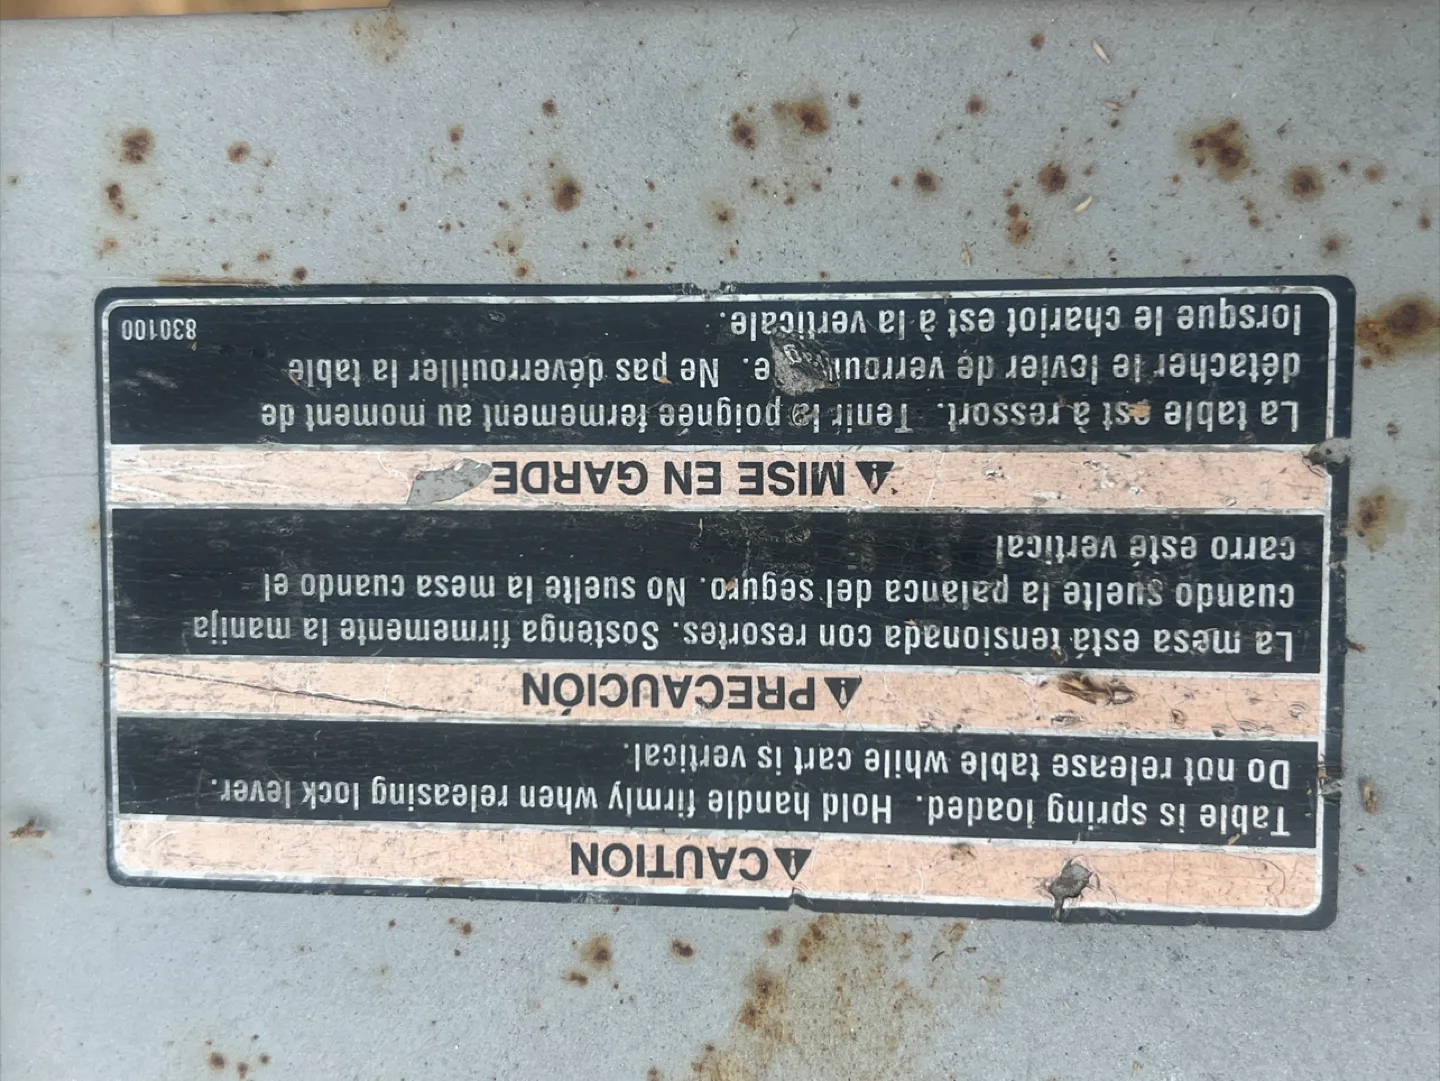 ⚠CAUTION
Table is spring loaded. Hold handle firmly when releasing lock lever.
Do not release table while cart is vertical.
⚠PRECAUCIÓN
La mesa está tensionada con resortes. Sostenga firmemente la manija
cuando suelte la palanca del seguro. No suelte la mesa cuando el
carro esté vertical
⚠MISE EN GARDE
La table est à ressort. Tenir la poignée fermement au moment de
détacher le levier de Ne pas déverrouiller la table
lorsque le chariot est à la verticale.
830100